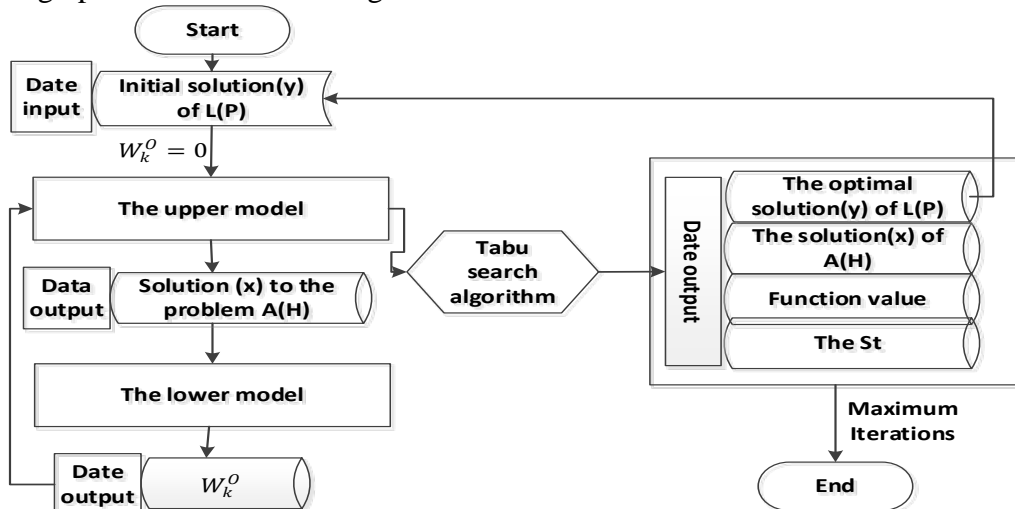 Start
Date
input
Initial solution(y)
of L(P)
W_k^O = 0
The upper model
Data
output
Solution (x) to the
problem A(H)
The lower model
Date
output
W_k^O
Tabu
search
algorithm
Date output
The optimal
solution(y) of L(P)
The solution(x) of
A(H)
Function value
The St
Maximum
Iterations
End